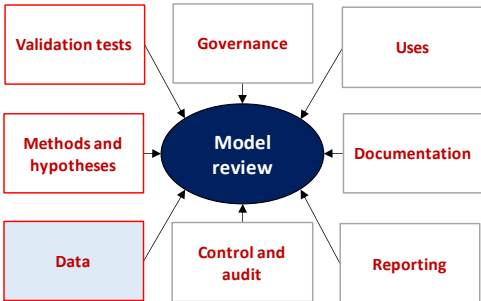 Validation tests
Governance
Uses
Methods and
hypotheses
Model
review
Documentation
Data
Control and
audit
Reporting